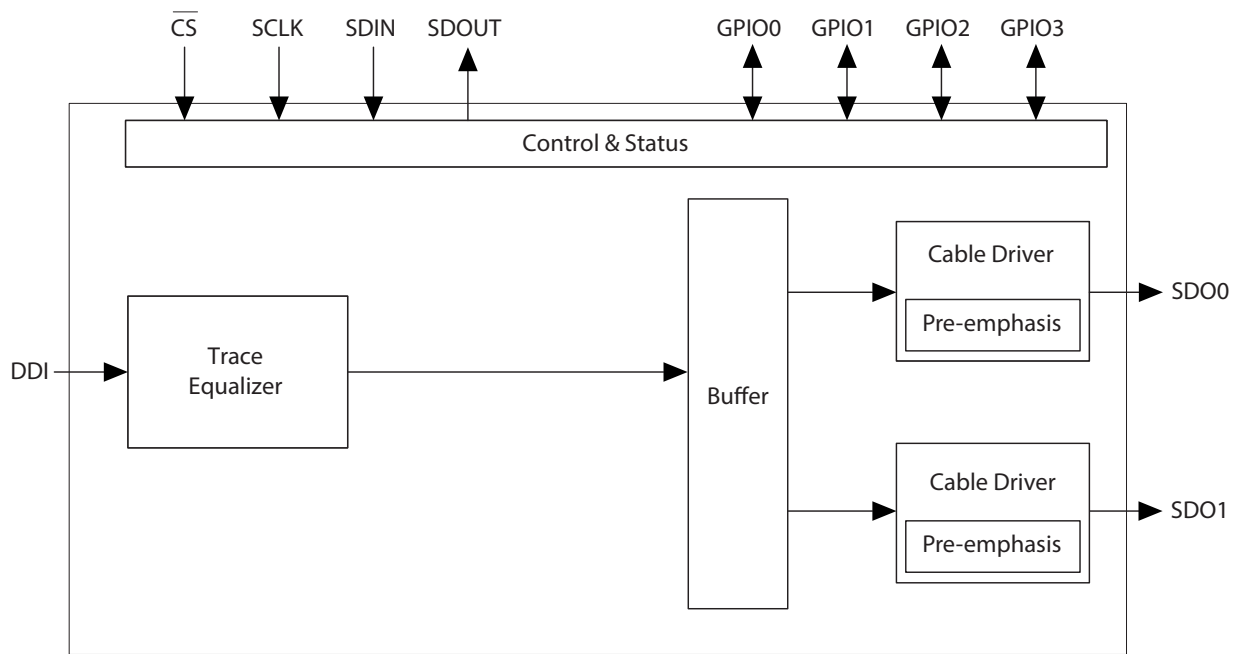 CS SCLK SDIN SDOUT GPIO0 GPIO1 GPIO2 GPIO3
Control & Status
Cable Driver
Pre-emphasis
SDO0
DDI
Trace
Equalizer
Buffer
Cable Driver
Pre-emphasis
SDO1